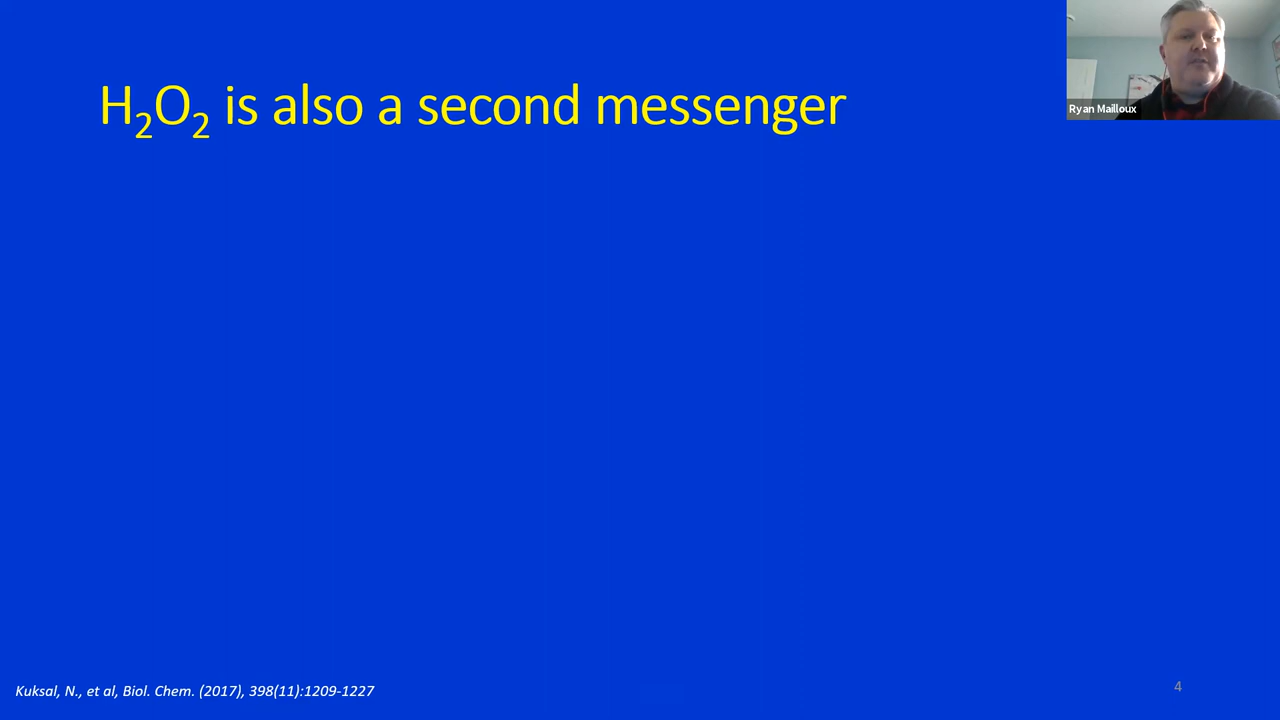 H₂O₂ is also a second messenger
Ryan Mailloux
Kuksal, N., et al, Biol. Chem. (2017), 398(11):1209-1227
4